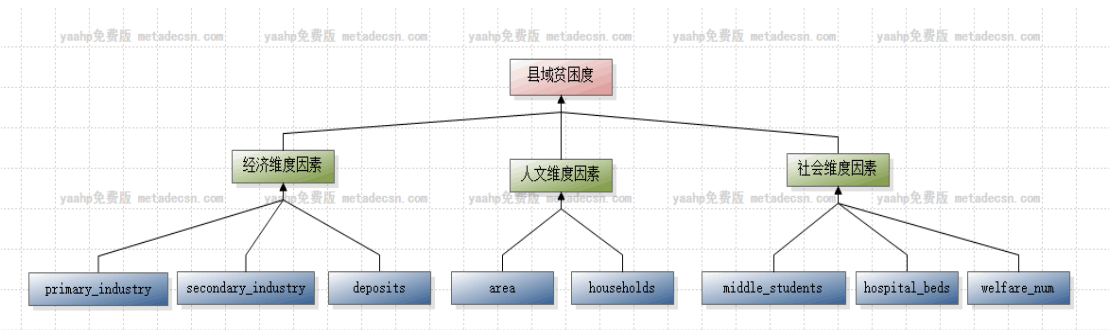 yaahp免费版 metadecsn.com yaahp免费版 metadecsn.com yaahp免费版 metadecsn.com yaahp免费版 metadecsn.com yaahp免费版 metadecsn.com
县域贫困度
经济维度因素 人文维度因素 社会维度因素
yaahp免费版 metadecsn.com yaahp免费版 metadecsn.com yaahp免费版 metadecsn.com yaahp免费版 metadecsn.com yaahp免费版 metadecsn.com
primary_industry secondary_industry deposits area households middle_students hospital_beds welfare_num